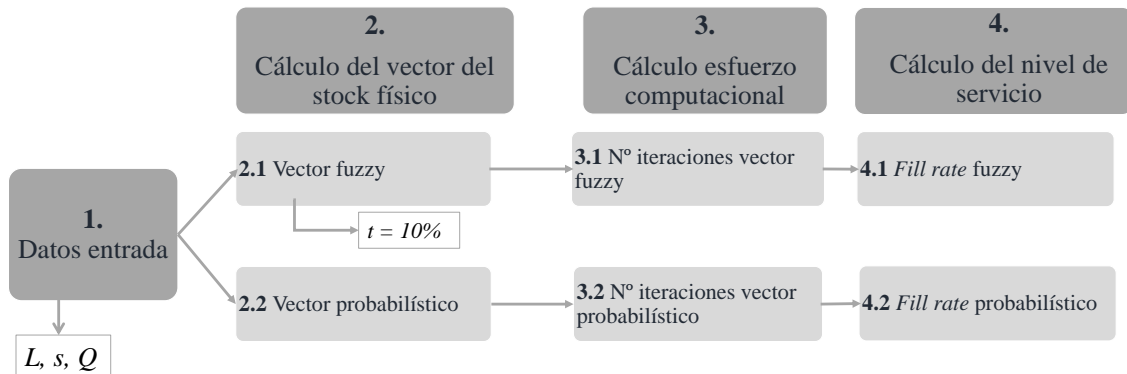 2.
Cálculo del vector del
stock físico
3.
Cálculo esfuerzo
computacional
4.
Cálculo del nivel de
servicio
1.
Datos entrada
L, s, Q
2.1 Vector fuzzy
t = 10%
3.1 Nº iteraciones vector
fuzzy
4.1 Fill rate fuzzy
2.2 Vector probabilístico
3.2 Nº iteraciones vector
probabilístico
4.2 Fill rate probabilístico